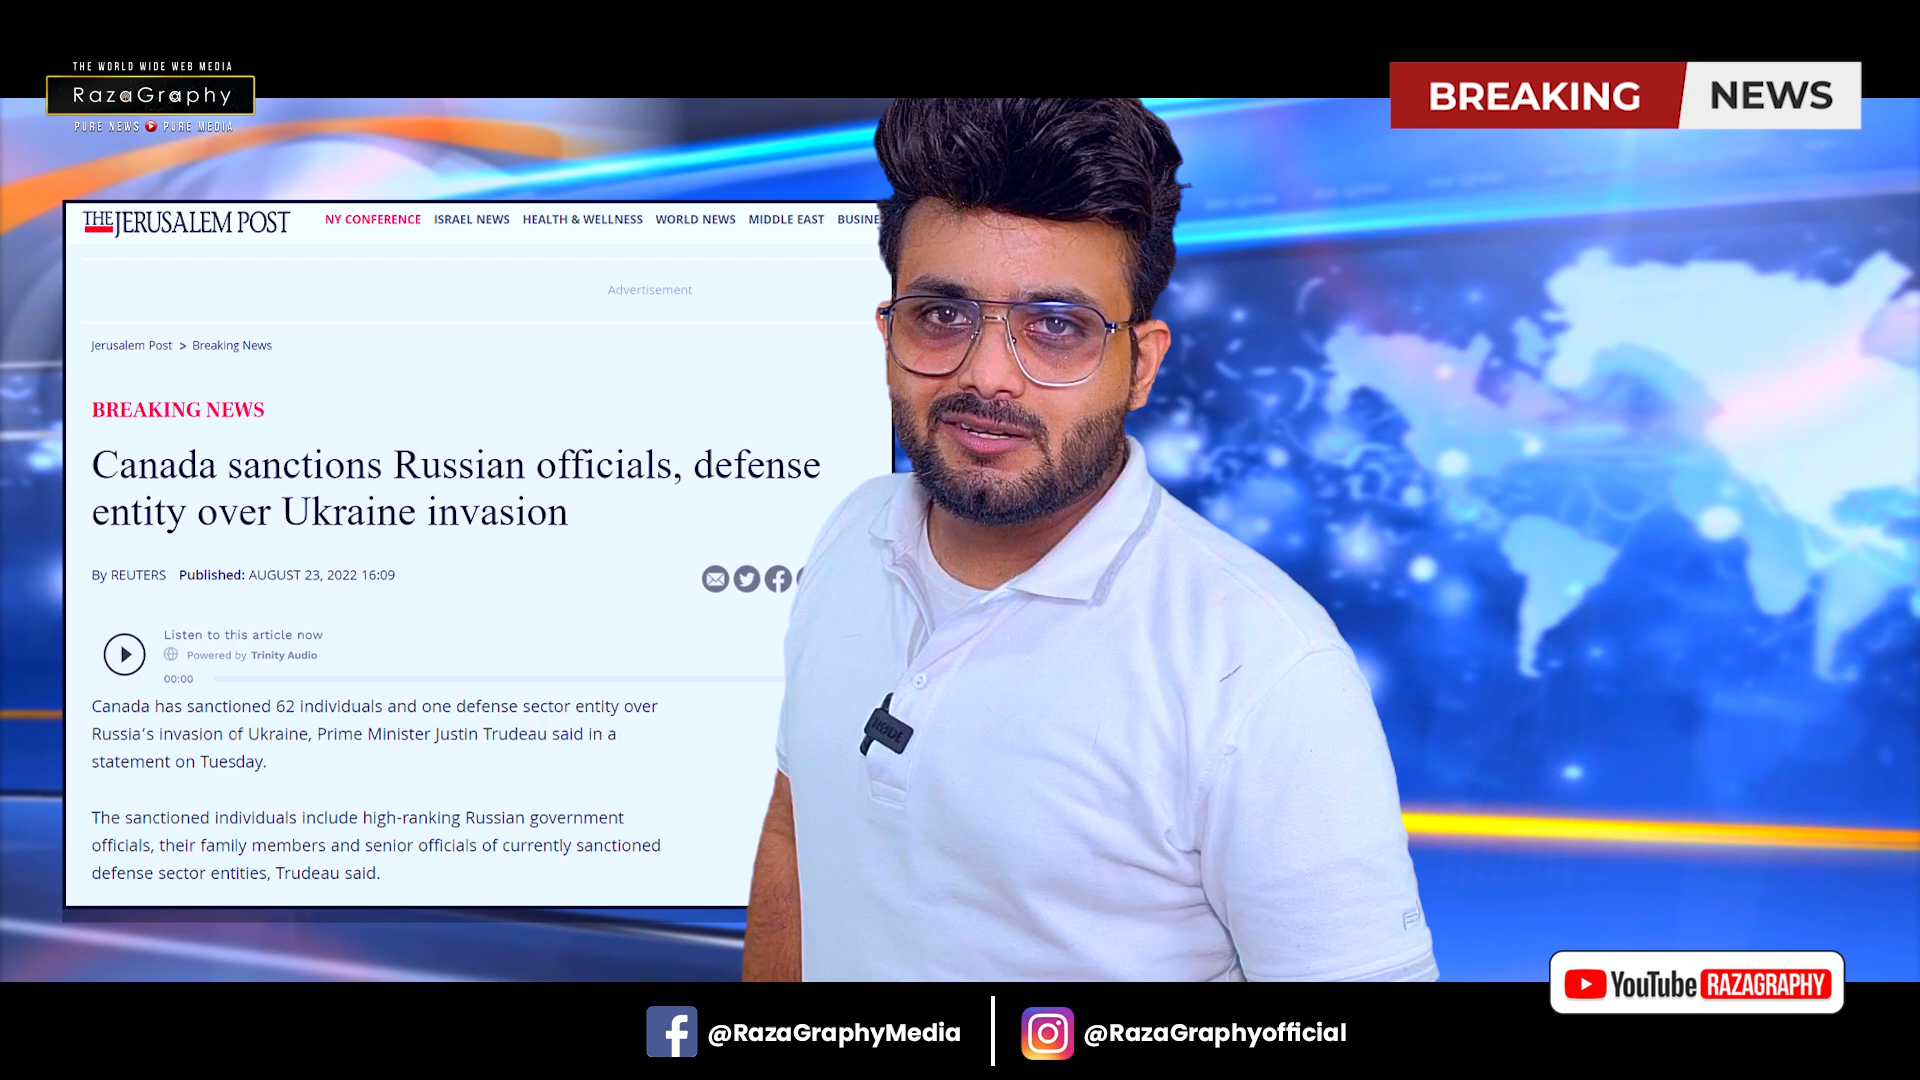 THE WORLD WIDE WEB MEDIA
RazaGraphy
PURE NEWS PURE MEDIA
BREAKING NEWS
THE JERUSALEM POST
NY CONFERENCE ISRAEL NEWS HEALTH & WELLNESS WORLD NEWS MIDDLE EAST BUSINE
Advertisement
Jerusalem Post > Breaking News
BREAKING NEWS
Canada sanctions Russian officials, defense
entity over Ukraine invasion
By REUTERS Published: AUGUST 23, 2022 16:09
Listen to this article now
Powered by Trinity Audio
00:00
Canada has sanctioned 62 individuals and one defense sector entity over
Russia's invasion of Ukraine, Prime Minister Justin Trudeau said in a
statement on Tuesday.
The sanctioned individuals include high-ranking Russian government
officials, their family members and senior officials of currently sanctioned
defense sector entities, Trudeau said.
RØDE
YouTube RAZAGRAPHY
@RazaGraphyMedia
@RazaGraphyofficial